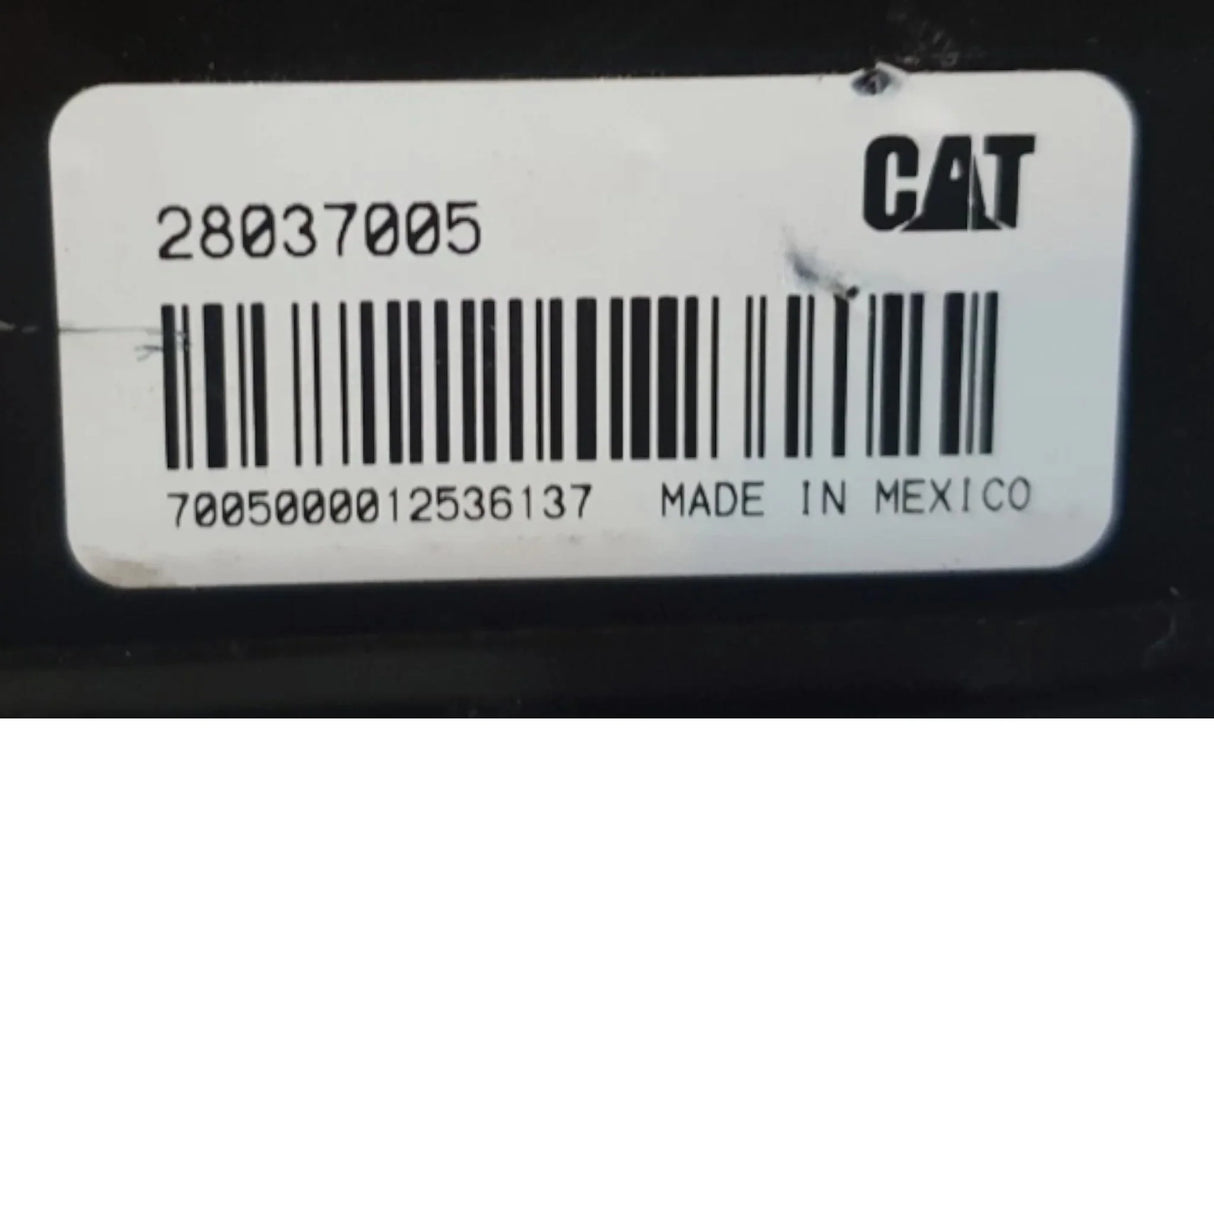 CAT
28037005
7005000012536137 MADE IN MEXICO